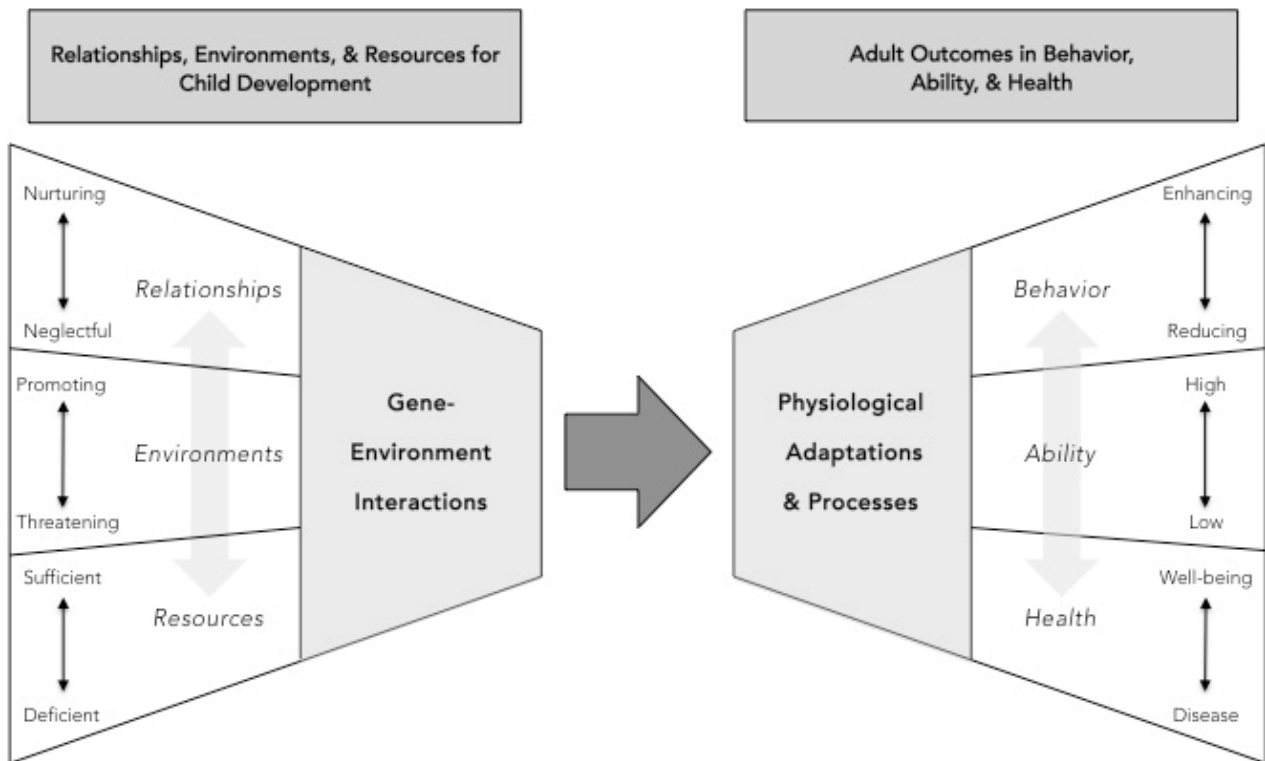 Relationships, Environments, & Resources for
Child Development
Adult Outcomes in Behavior,
Ability, & Health
Nurturing
Relationships
Neglectful
Promoting
Environments
Threatening
Sufficient
Resources
Deficient
Gene-
Environment
Interactions
Physiological
Adaptations
& Processes
Enhancing
Behavior
Reducing
High
Ability
Low
Well-being
Health
Disease